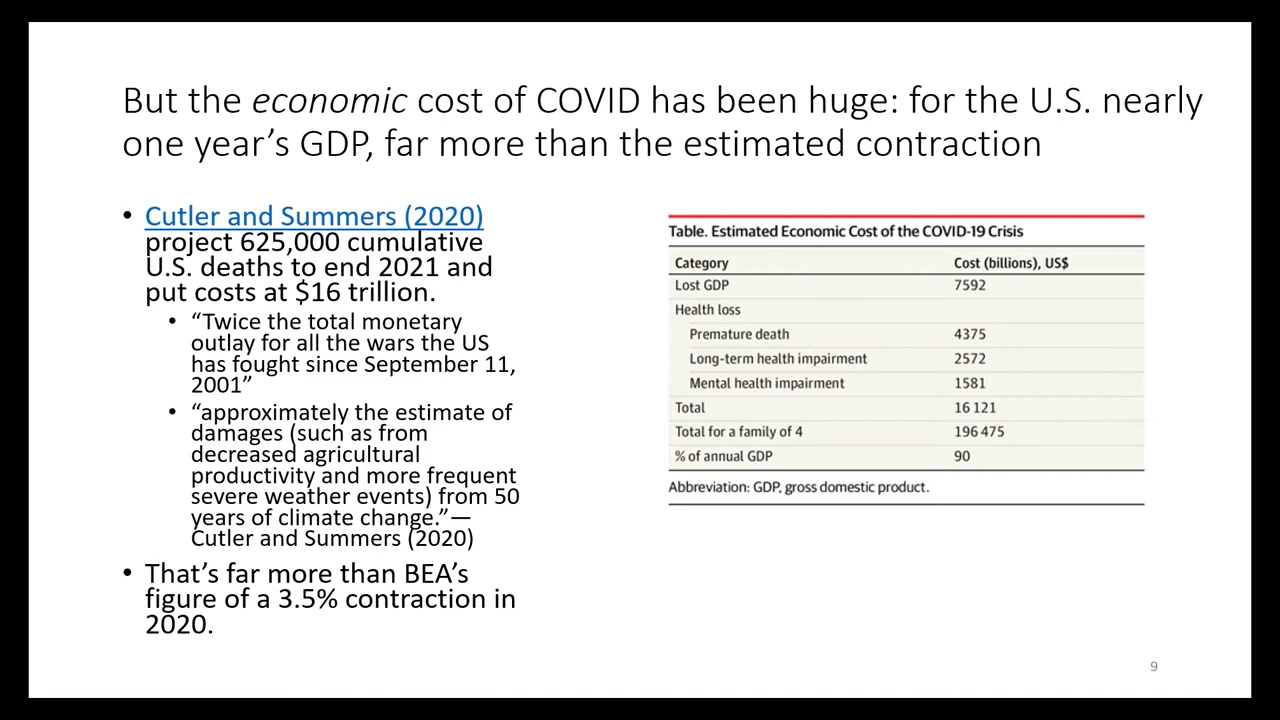 But the economic cost of COVID has been huge: for the U.S. nearly
one year’s GDP, far more than the estimated contraction
• Cutler and Summers (2020)
project 625,000 cumulative
U.S. deaths to end 2021 and
put costs at $16 trillion.
• “Twice the total monetary
outlay for all the wars the US
has fought since September 11,
2001”
• “approximately the estimate of
damages (such as from
decreased agricultural
productivity and more frequent
severe weather events) from 50
years of climate change.”—
Cutler and Summers (2020)
• That’s far more than BEA’s
figure of a 3.5% contraction in
2020.
Table. Estimated Economic Cost of the COVID-19 Crisis
Category Cost (billions), US$
Lost GDP 7592
Health loss
Premature death 4375
Long-term health impairment 2572
Mental health impairment 1581
Total 16 121
Total for a family of 4 196 475
% of annual GDP 90
Abbreviation: GDP, gross domestic product.
9